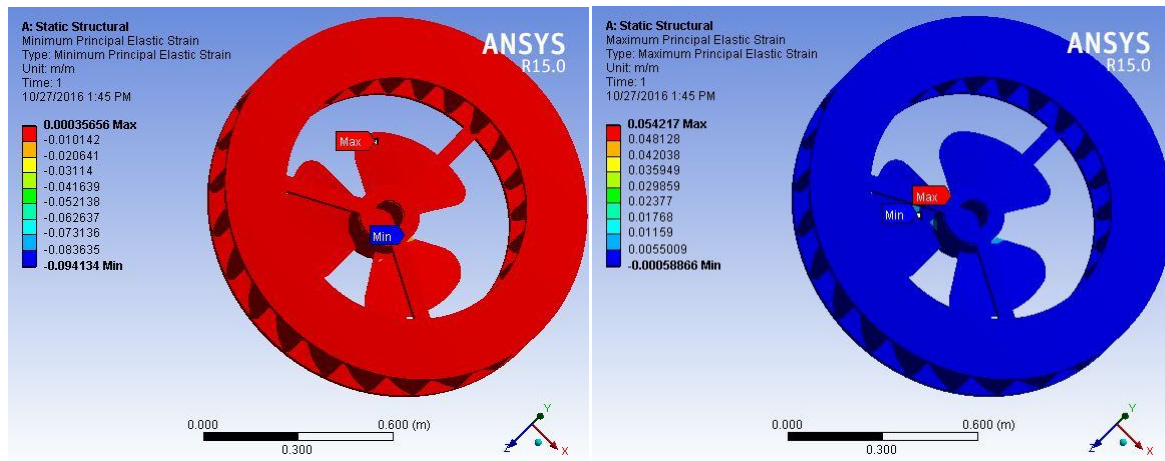 A: Static Structural
Minimum Principal Elastic Strain
Type: Minimum Principal Elastic Strain
Unit: m/m
Time: 1
10/27/2016 1:45 PM
ANSYS
R15.0
0.00035656 Max
-0.010142
-0.020641
-0.03114
-0.041639
-0.052138
-0.062637
-0.073136
-0.083635
-0.094134 Min
Max
Min
0.000
0.600 (m)
0.300
Y
X
Z
A: Static Structural
Maximum Principal Elastic Strain
Type: Maximum Principal Elastic Strain
Unit: m/m
Time: 1
10/27/2016 1:45 PM
ANSYS
R15.0
0.054217 Max
0.048128
0.042038
0.035949
0.029859
0.02377
0.01768
0.01159
0.0055009
-0.00058866 Min
Max
Min
0.000
0.600 (m)
0.300
Y
X
Z